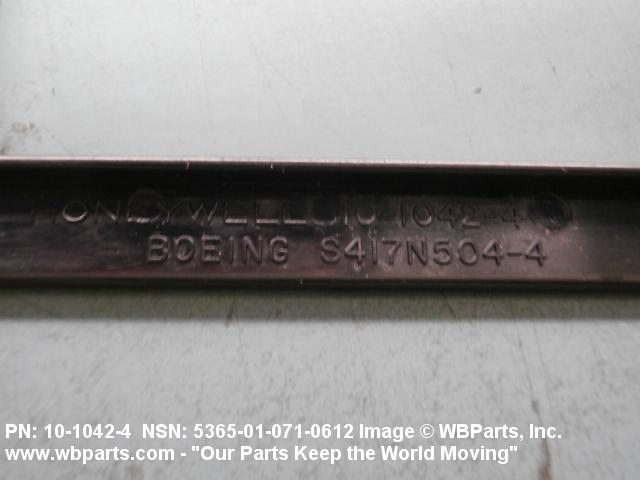 HONEYWELL 10 1042-4
BOEING S417N504-4
PN: 10-1042-4 NSN: 5365-01-071-0612 Image © WBParts, Inc.
www.wbparts.com - "Our Parts Keep the World Moving"